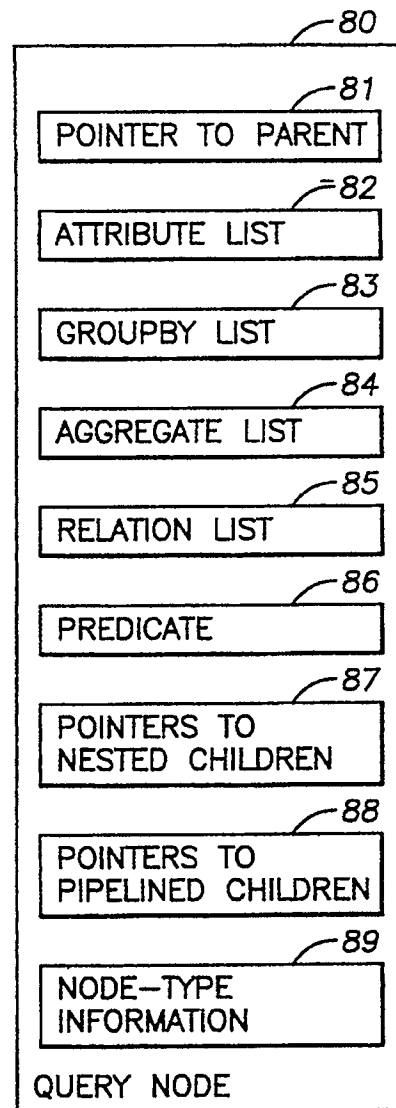 80
81
POINTER TO PARENT
82
ATTRIBUTE LIST
83
GROUPBY LIST
84
AGGREGATE LIST
85
RELATION LIST
86
PREDICATE
87
POINTERS TO
NESTED CHILDREN
88
POINTERS TO
PIPELINED CHILDREN
89
NODE-TYPE
INFORMATION
QUERY NODE